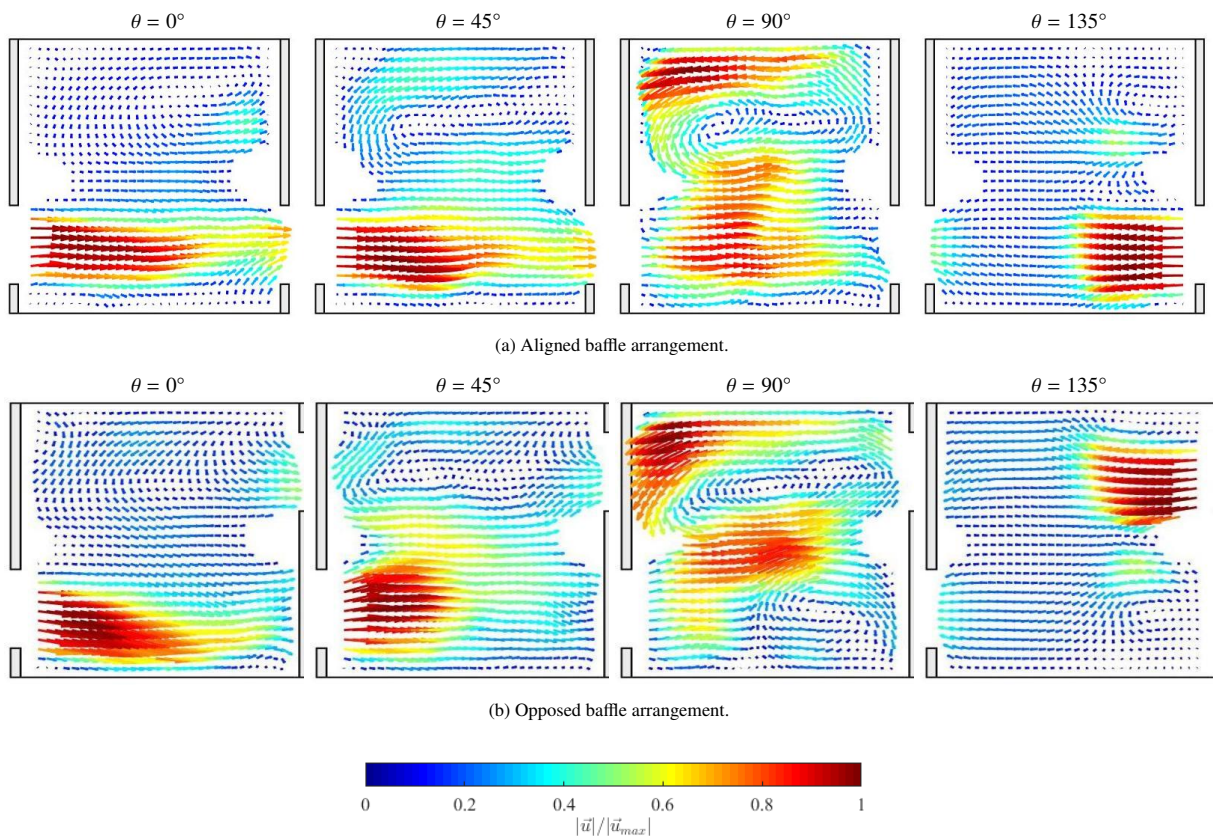 θ = 0° θ = 45° θ = 90° θ = 135°
(a) Aligned baffle arrangement.
θ = 0° θ = 45° θ = 90° θ = 135°
(b) Opposed baffle arrangement.
0 0.2 0.4 0.6 0.8 1
|u⃗|/|u⃗max|